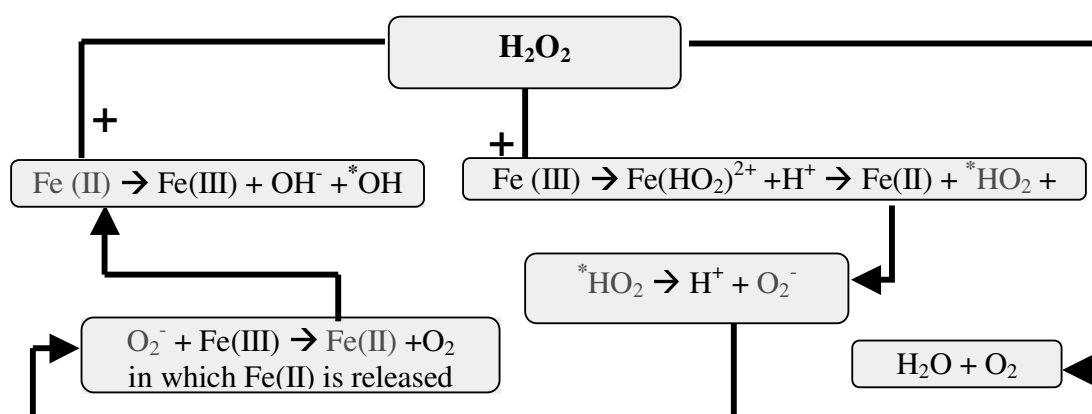 H₂O₂
+
+
Fe (II) → Fe(III) + OH⁻ + *OH
Fe (III) → Fe(HO₂)²⁺ +H⁺ → Fe(II) + *HO₂ +
*HO₂ → H⁺ + O₂⁻
O₂⁻ + Fe(III) → Fe(II) +O₂
in which Fe(II) is released
H₂O + O₂